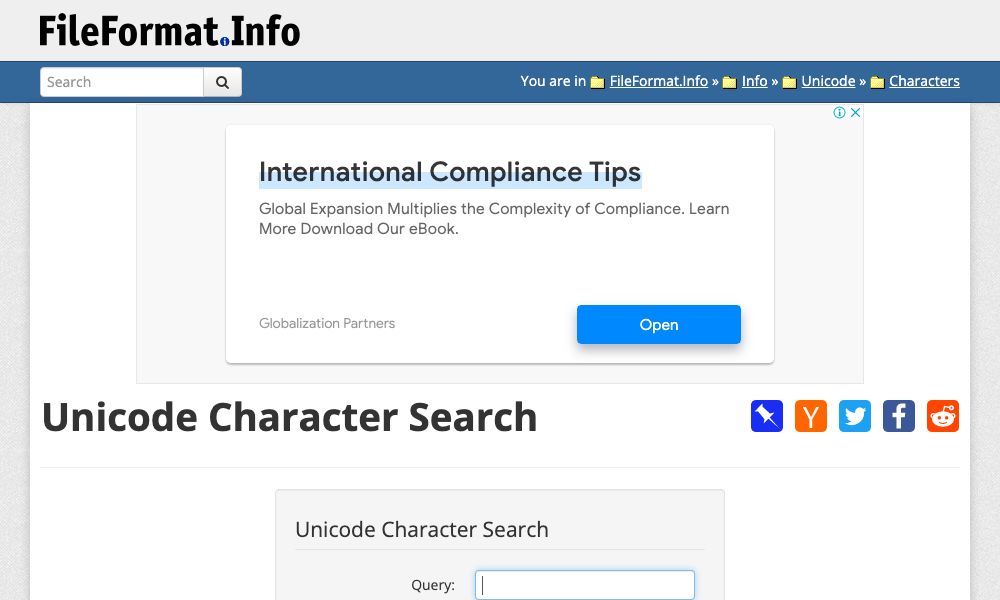 FileFormat.Info
Search
You are in FileFormat.Info » Info » Unicode » Characters
International Compliance Tips
Global Expansion Multiplies the Complexity of Compliance. Learn
More Download Our eBook.
Globalization Partners
Open
Unicode Character Search
Unicode Character Search
Query: